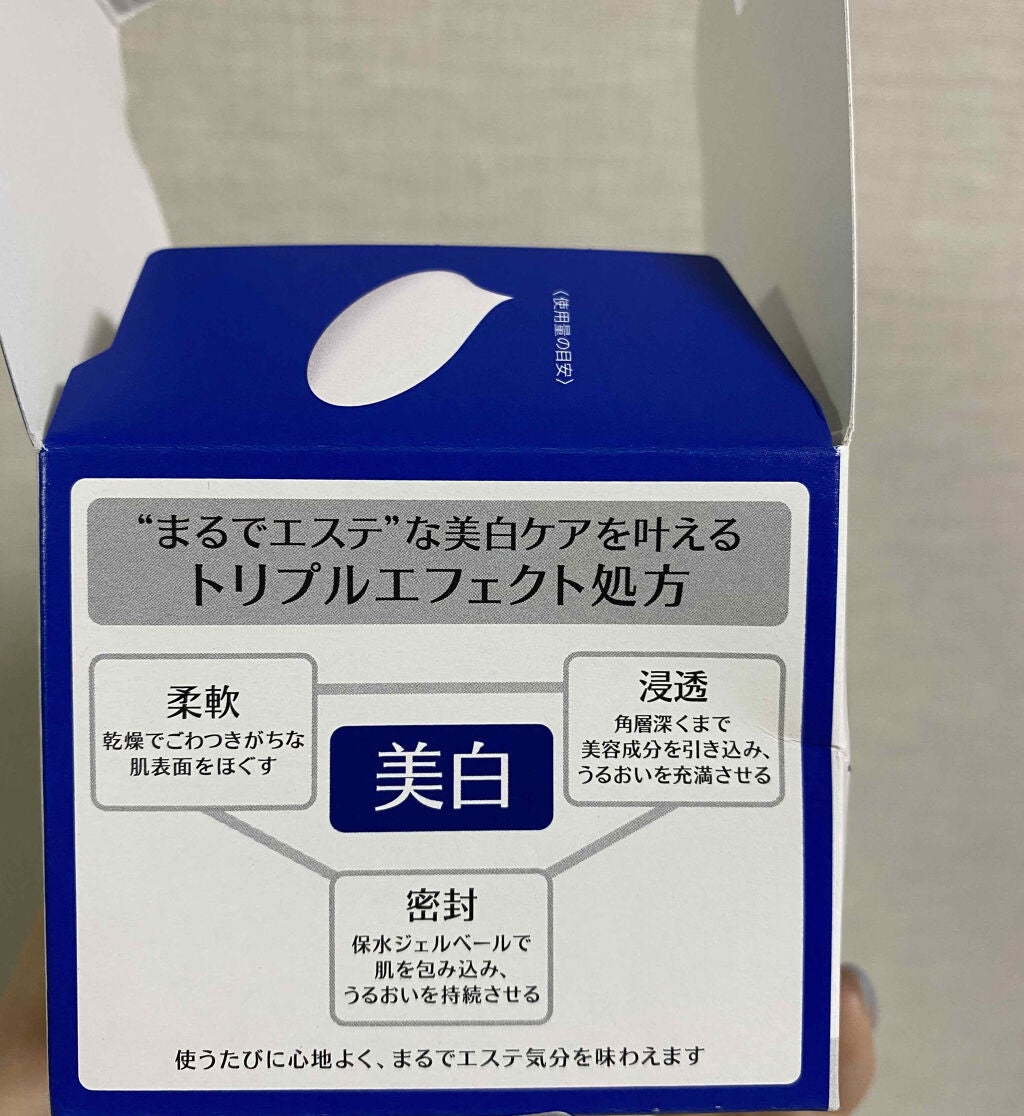 〈使用量の目安〉
“まるでエステ”な美白ケアを叶える
トリプルエフェクト処方
柔軟
乾燥でごわつきがちな
肌表面をほぐす
浸透
角層深くまで
美容成分を引き込み、
うるおいを充満させる
美白
密封
保水ジェルベールで
肌を包み込み、
うるおいを持続させる
使うたびに心地よく、まるでエステ気分を味わえます